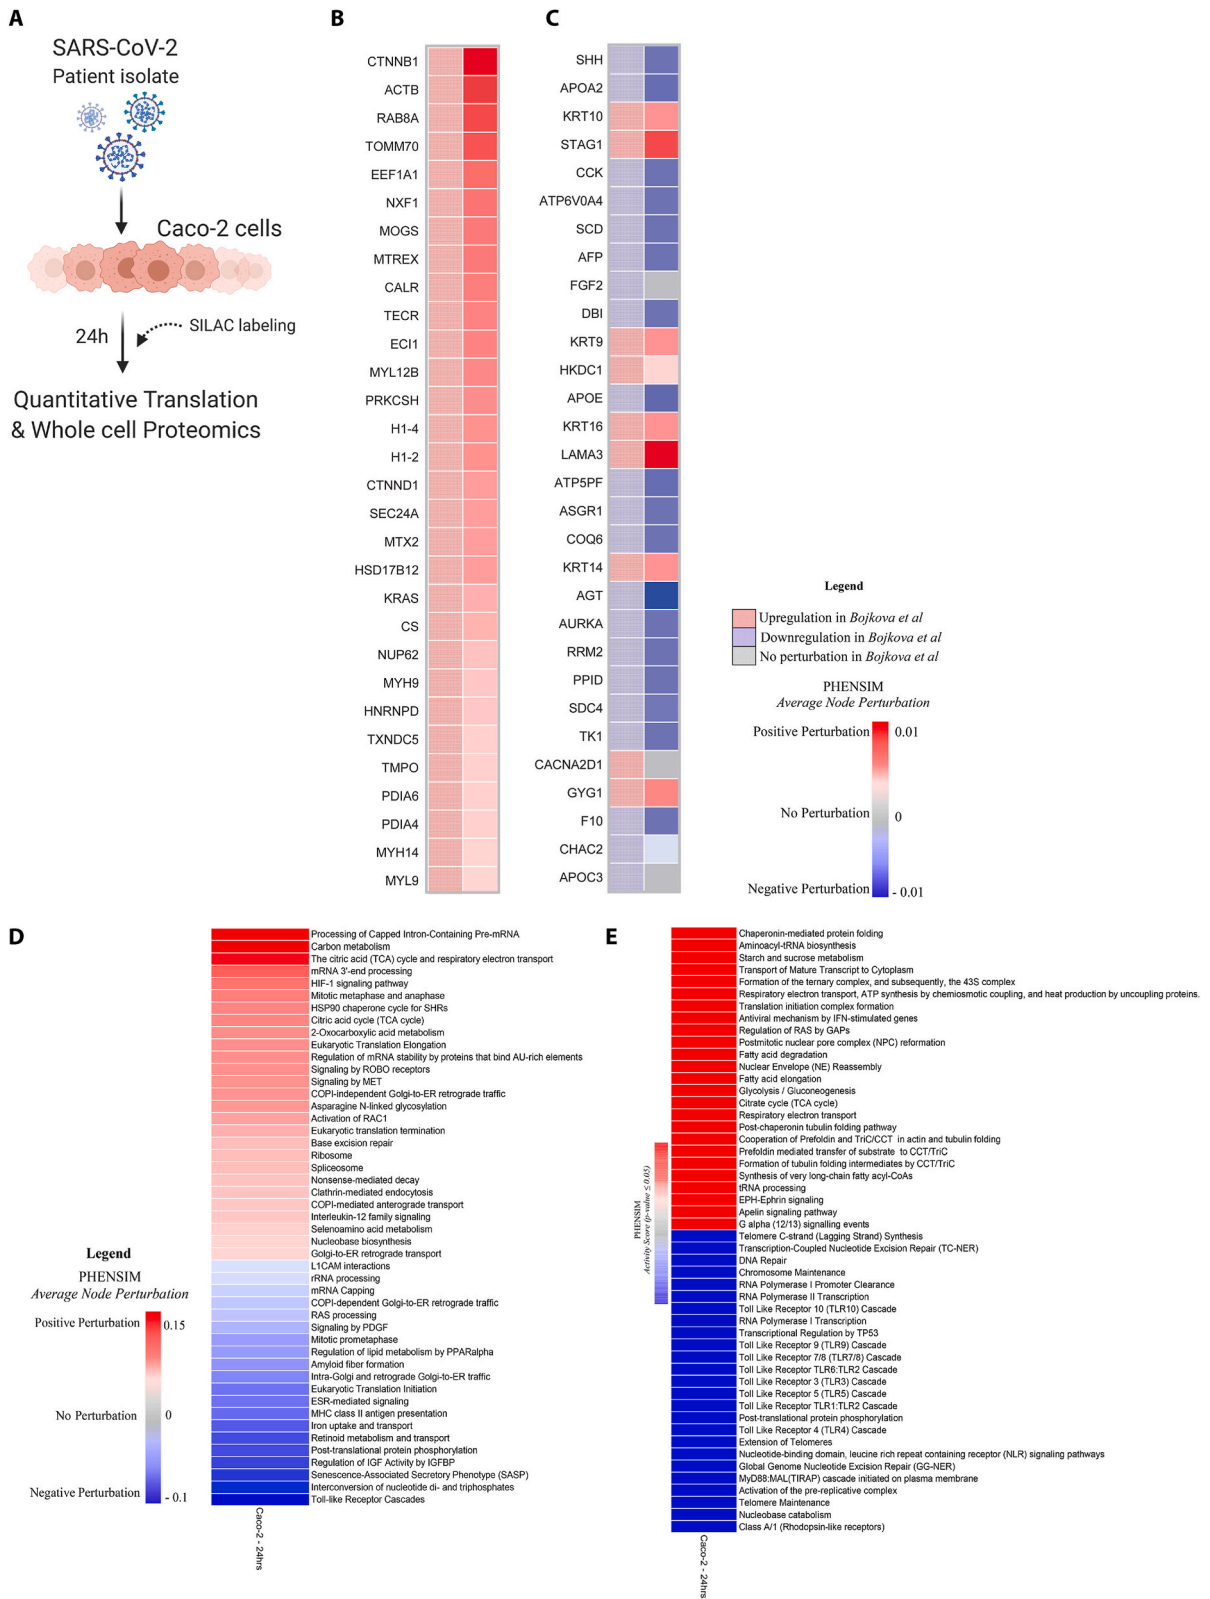 A
SARS-CoV-2
Patient isolate
Caco-2 cells
24h
SILAC labeling
Quantitative Translation
& Whole cell Proteomics
B
CTNNB1
ACTB
RAB8A
TOMM70
EEF1A1
NXF1
MOGS
MTREX
CALR
TECR
ECI1
MYL12B
PRKCSH
H1-4
H1-2
CTNND1
SEC24A
MTX2
HSD17B12
KRAS
CS
NUP62
MYH9
HNRNPD
TXNDC5
TMPO
PDIA6
PDIA4
MYH14
MYL9
C
SHH
APOA2
KRT10
STAG1
CCK
ATP6V0A4
SCD
AFP
FGF2
DBI
KRT9
HKDC1
APOE
KRT16
LAMA3
ATP5PF
ASGR1
COQ6
KRT14
AGT
AURKA
RRM2
PPID
SDC4
TK1
CACNA2D1
GYG1
F10
CHAC2
APOC3
Legend
Upregulation in Bojkova et al
Downregulation in Bojkova et al
No perturbation in Bojkova et al
PHENSIM
Average Node Perturbation
Positive Perturbation 0.01
No Perturbation 0
Negative Perturbation - 0.01
D
Processing of Capped Intron-Containing Pre-mRNA
Carbon metabolism
The citric acid (TCA) cycle and respiratory electron transport
mRNA 3'-end processing
HIF-1 signaling pathway
Mitotic metaphase and anaphase
HSP90 chaperone cycle for SHRs
Citric acid cycle (TCA cycle)
2-Oxocarboxylic acid metabolism
Eukaryotic Translation Elongation
Regulation of mRNA stability by proteins that bind AU-rich elements
Signaling by ROBO receptors
Signaling by MET
COPI-independent Golgi-to-ER retrograde traffic
Asparagine N-linked glycosylation
Activation of RAC1
Eukaryotic translation termination
Base excision repair
Ribosome
Spliceosome
Nonsense-mediated decay
Clathrin-mediated endocytosis
COPI-mediated anterograde transport
Interleukin-12 family signaling
Selenoamino acid metabolism
Nucleobase biosynthesis
Golgi-to-ER retrograde transport
L1CAM interactions
rRNA processing
mRNA Capping
COPI-dependent Golgi-to-ER retrograde traffic
RAS processing
Signaling by PDGF
Mitotic prometaphase
Regulation of lipid metabolism by PPARalpha
Amyloid fiber formation
Intra-Golgi and retrograde Golgi-to-ER traffic
Eukaryotic Translation Initiation
ESR-mediated signaling
MHC class II antigen presentation
Iron uptake and transport
Retinoid metabolism and transport
Post-translational protein phosphorylation
Regulation of IGF Activity by IGFBP
Senescence-Associated Secretory Phenotype (SASP)
Interconversion of nucleotide di- and triphosphates
Toll-like Receptor Cascades
Caco-2 - 24hrs
Legend
PHENSIM
Average Node Perturbation
Positive Perturbation 0.15
No Perturbation 0
Negative Perturbation - 0.1
E
Chaperonin-mediated protein folding
Aminoacyl-tRNA biosynthesis
Starch and sucrose metabolism
Transport of Mature Transcript to Cytoplasm
Formation of the ternary complex, and subsequently, the 43S complex
Respiratory electron transport, ATP synthesis by chemiosmotic coupling, and heat production by uncoupling proteins.
Translation initiation complex formation
Antiviral mechanism by IFN-stimulated genes
Regulation of RAS by GAPs
Postmitotic nuclear pore complex (NPC) reformation
Fatty acid degradation
Nuclear Envelope (NE) Reassembly
Fatty acid elongation
Glycolysis / Gluconeogenesis
Citrate cycle (TCA cycle)
Respiratory electron transport
Post-chaperonin tubulin folding pathway
Cooperation of Prefoldin and TriC/CCT in actin and tubulin folding
Prefoldin mediated transfer of substrate to CCT/TriC
Formation of tubulin folding intermediates by CCT/TriC
Synthesis of very long-chain fatty acyl-CoAs
tRNA processing
EPH-Ephrin signaling
Apelin signaling pathway
G alpha (12/13) signalling events
Telomere C-strand (Lagging Strand) Synthesis
Transcription-Coupled Nucleotide Excision Repair (TC-NER)
DNA Repair
Chromosome Maintenance
RNA Polymerase I Promoter Clearance
RNA Polymerase II Transcription
Toll Like Receptor 10 (TLR10) Cascade
RNA Polymerase I Transcription
Transcriptional Regulation by TP53
Toll Like Receptor 9 (TLR9) Cascade
Toll Like Receptor 7/8 (TLR7/8) Cascade
Toll Like Receptor TLR6:TLR2 Cascade
Toll Like Receptor 3 (TLR3) Cascade
Toll Like Receptor 5 (TLR5) Cascade
Toll Like Receptor TLR1:TLR2 Cascade
Post-translational protein phosphorylation
Toll Like Receptor 4 (TLR4) Cascade
Extension of Telomeres
Nucleotide-binding domain, leucine rich repeat containing receptor (NLR) signaling pathways
Global Genome Nucleotide Excision Repair (GG-NER)
MyD88:MAL(TIRAP) cascade initiated on plasma membrane
Activation of the pre-replicative complex
Telomere Maintenance
Nucleobase catabolism
Class A/1 (Rhodopsin-like receptors)
Caco-2 - 24hrs
PHENSIM
Activity Score (p-value ≤ 0.05)